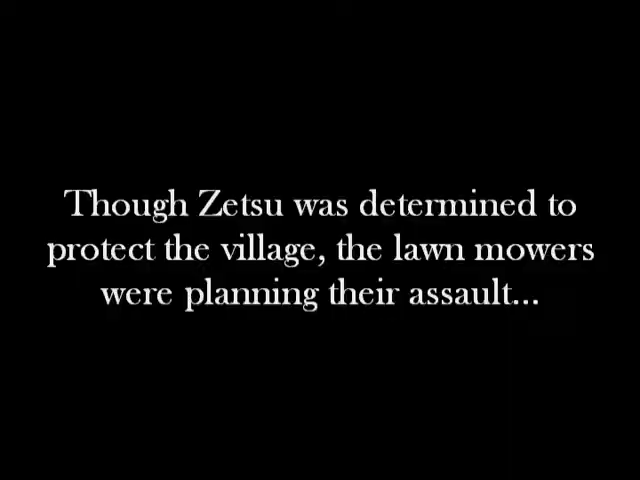 Though Zetsu was determined to
protect the village, the lawn mowers
were planning their assault...